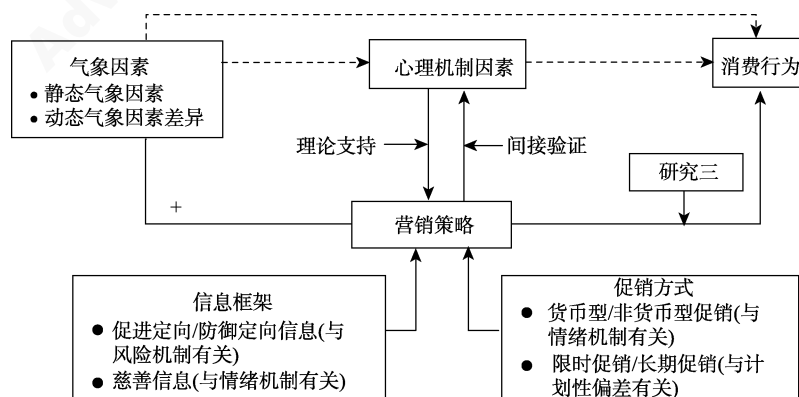 气象因素
• 静态气象因素
• 动态气象因素差异
心理机制因素
消费行为
理论支持
间接验证
研究三
+
营销策略
信息框架
● 促进定向/防御定向信息(与
风险机制有关)
● 慈善信息(与情绪机制有关)
促销方式
● 货币型/非货币型促销(与
情绪机制有关)
● 限时促销/长期促销(与计
划性偏差有关)